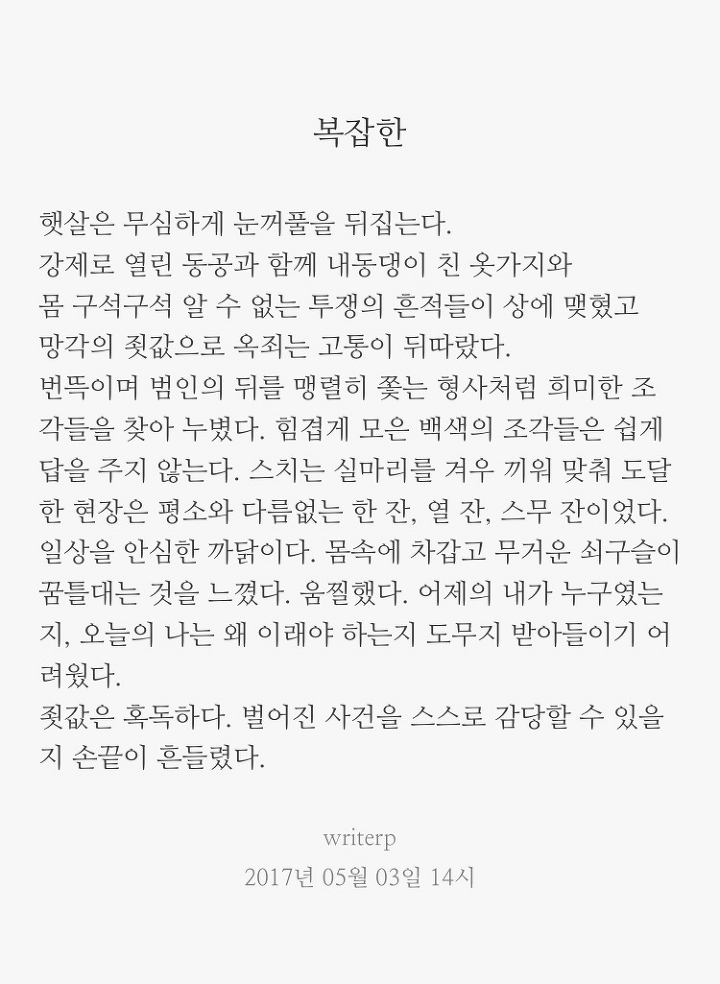 복잡한
햇살은 무심하게 눈꺼풀을 뒤집는다.
강제로 열린 동공과 함께 내동댕이 친 옷가지와
몸 구석구석 알 수 없는 투쟁의 흔적들이 상에 맺혔고
망각의 죗값으로 옥죄는 고통이 뒤따랐다.
번뜩이며 범인의 뒤를 맹렬히 쫓는 형사처럼 희미한 조
각들을 찾아 누볐다. 힘겹게 모은 백색의 조각들은 쉽게
답을 주지 않는다. 스치는 실마리를 겨우 끼워 맞춰 도달
한 현장은 평소와 다름없는 한 잔, 열 잔, 스무 잔이었다.
일상을 안심한 까닭이다. 몸속에 차갑고 무거운 쇠구슬이
꿈틀대는 것을 느꼈다. 움찔했다. 어제의 내가 누구였는
지, 오늘의 나는 왜 이래야 하는지 도무지 받아들이기 어
려웠다.
죗값은 혹독하다. 벌어진 사건을 스스로 감당할 수 있을
지 손끝이 흔들렸다.
writerp
2017년 05월 03일 14시